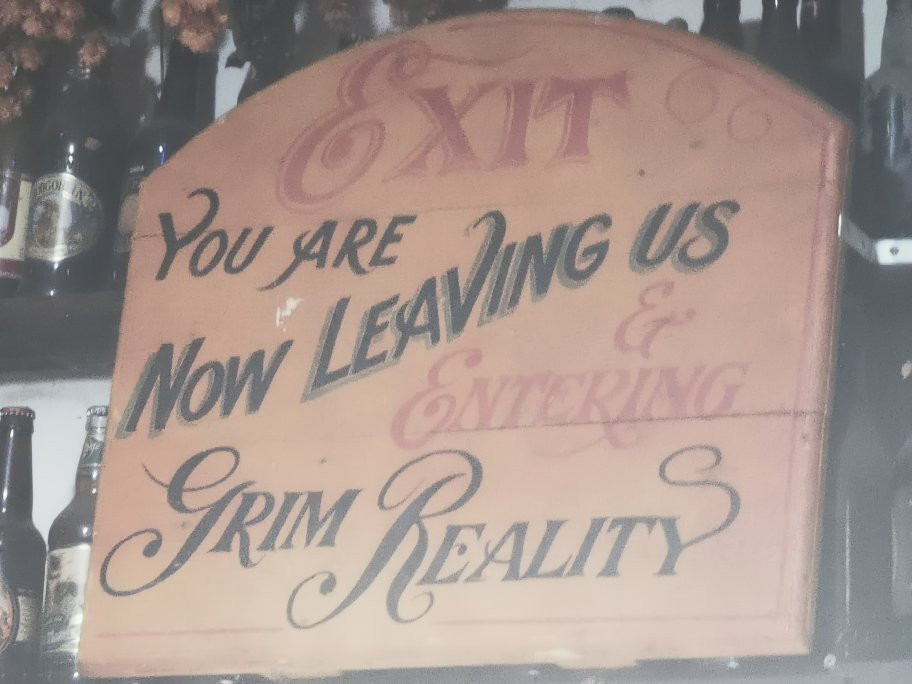 EXIT
YOU ARE
NOW LEAVING US
&
ENTERING
GRIM REALITY